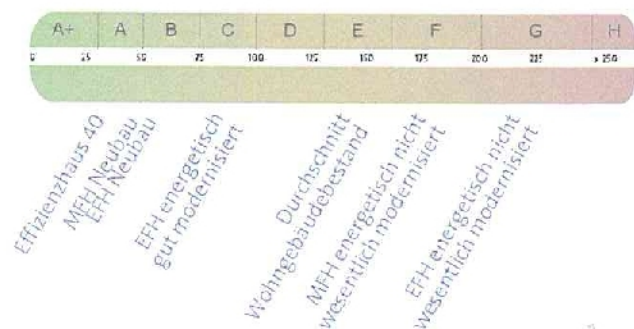 A+ A B C D E F G H
0 25 50 75 100 125 150 175 200 225 >250
Effizienzhaus 40
MFH Neubau
EFH Neubau
EFH energetisch
gut modernisiert
Durchschnitt
Wohngebäudebestand
MFH energetisch nicht
wesentlich modernisiert
EFH energetisch nicht
wesentlich modernisiert